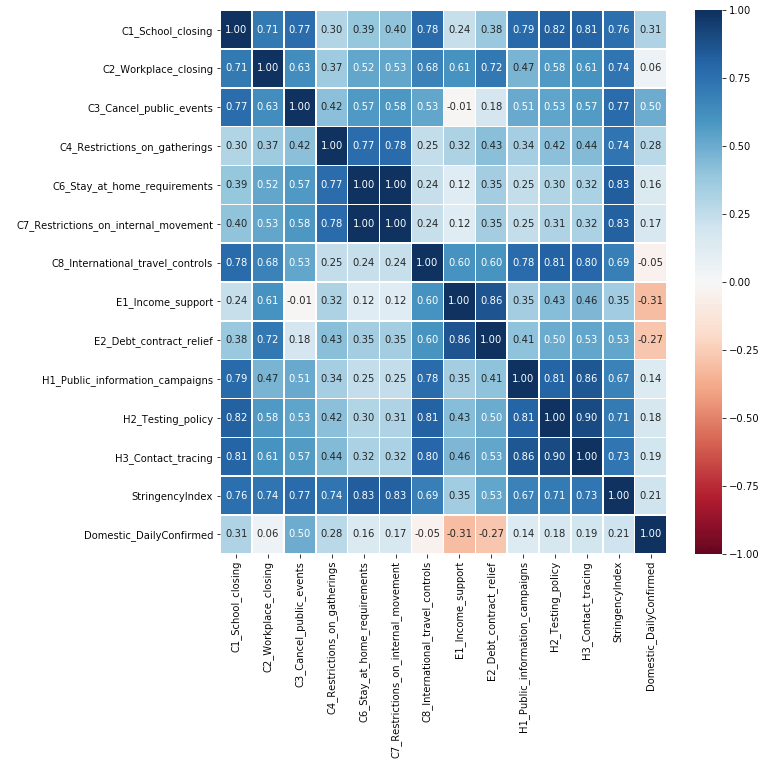 C1_School_closing 1.00 0.71 0.77 0.30 0.39 0.40 0.78 0.24 0.38 0.79 0.82 0.81 0.76 0.31
C2_Workplace_closing 0.71 1.00 0.63 0.37 0.52 0.53 0.68 0.61 0.72 0.47 0.58 0.61 0.74 0.06
C3_Cancel_public_events 0.77 0.63 1.00 0.42 0.57 0.58 0.53 -0.01 0.18 0.51 0.53 0.57 0.77 0.50
C4_Restrictions_on_gatherings 0.30 0.37 0.42 1.00 0.77 0.78 0.25 0.32 0.43 0.34 0.42 0.44 0.74 0.28
C6_Stay_at_home_requirements 0.39 0.52 0.57 0.77 1.00 1.00 0.24 0.12 0.35 0.25 0.30 0.32 0.83 0.16
C7_Restrictions_on_internal_movement 0.40 0.53 0.58 0.78 1.00 1.00 0.24 0.12 0.35 0.25 0.31 0.32 0.83 0.17
C8_International_travel_controls 0.78 0.68 0.53 0.25 0.24 0.24 1.00 0.60 0.60 0.78 0.81 0.80 0.69 -0.05
E1_Income_support 0.24 0.61 -0.01 0.32 0.12 0.12 0.60 1.00 0.86 0.35 0.43 0.46 0.35 -0.31
E2_Debt_contract_relief 0.38 0.72 0.18 0.43 0.35 0.35 0.60 0.86 1.00 0.41 0.50 0.53 0.53 -0.27
H1_Public_information_campaigns 0.79 0.47 0.51 0.34 0.25 0.25 0.78 0.35 0.41 1.00 0.81 0.86 0.67 0.14
H2_Testing_policy 0.82 0.58 0.53 0.42 0.30 0.31 0.81 0.43 0.50 0.81 1.00 0.90 0.71 0.18
H3_Contact_tracing 0.81 0.61 0.57 0.44 0.32 0.32 0.80 0.46 0.53 0.86 0.90 1.00 0.73 0.19
StringencyIndex 0.76 0.74 0.77 0.74 0.83 0.83 0.69 0.35 0.53 0.67 0.71 0.73 1.00 0.21
Domestic_DailyConfirmed 0.31 0.06 0.50 0.28 0.16 0.17 -0.05 -0.31 -0.27 0.14 0.18 0.19 0.21 1.00
C1_School_closing
C2_Workplace_closing
C3_Cancel_public_events
C4_Restrictions_on_gatherings
C6_Stay_at_home_requirements
C7_Restrictions_on_internal_movement
C8_International_travel_controls
E1_Income_support
E2_Debt_contract_relief
H1_Public_information_campaigns
H2_Testing_policy
H3_Contact_tracing
StringencyIndex
Domestic_DailyConfirmed
1.00
0.75
0.50
0.25
0.00
−0.25
−0.50
−0.75
−1.00